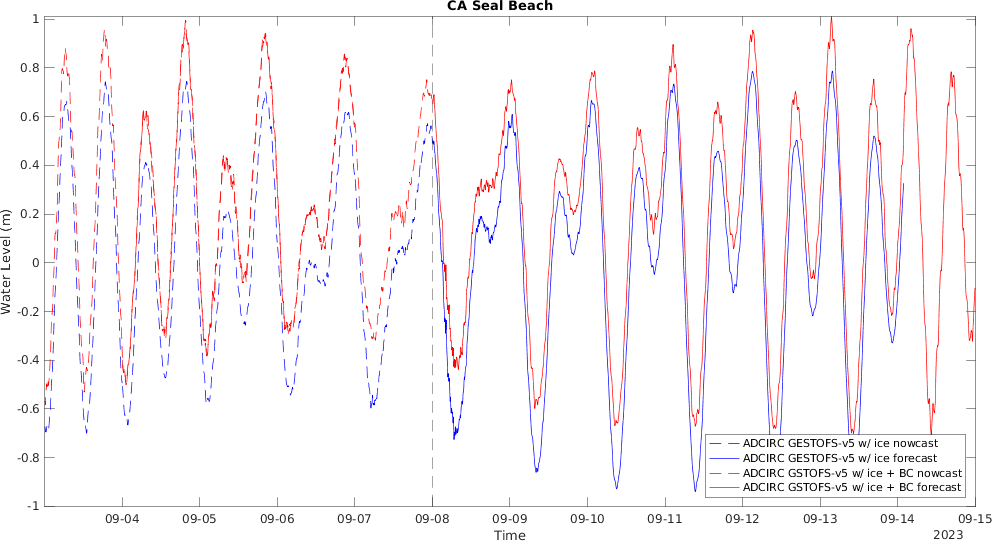 CA Seal Beach
1
0.8
0.6
0.4
0.2
0
-0.2
-0.4
-0.6
-0.8
-1
Water Level (m)
ADCIRC GESTOFS-v5 w/ ice nowcast
ADCIRC GESTOFS-v5 w/ ice forecast
ADCIRC GSTOFS-v5 w/ ice + BC nowcast
ADCIRC GSTOFS-v5 w/ ice + BC forecast
09-04 09-05 09-06 09-07 09-08 09-09 09-10 09-11 09-12 09-13 09-14 09-15
Time
2023